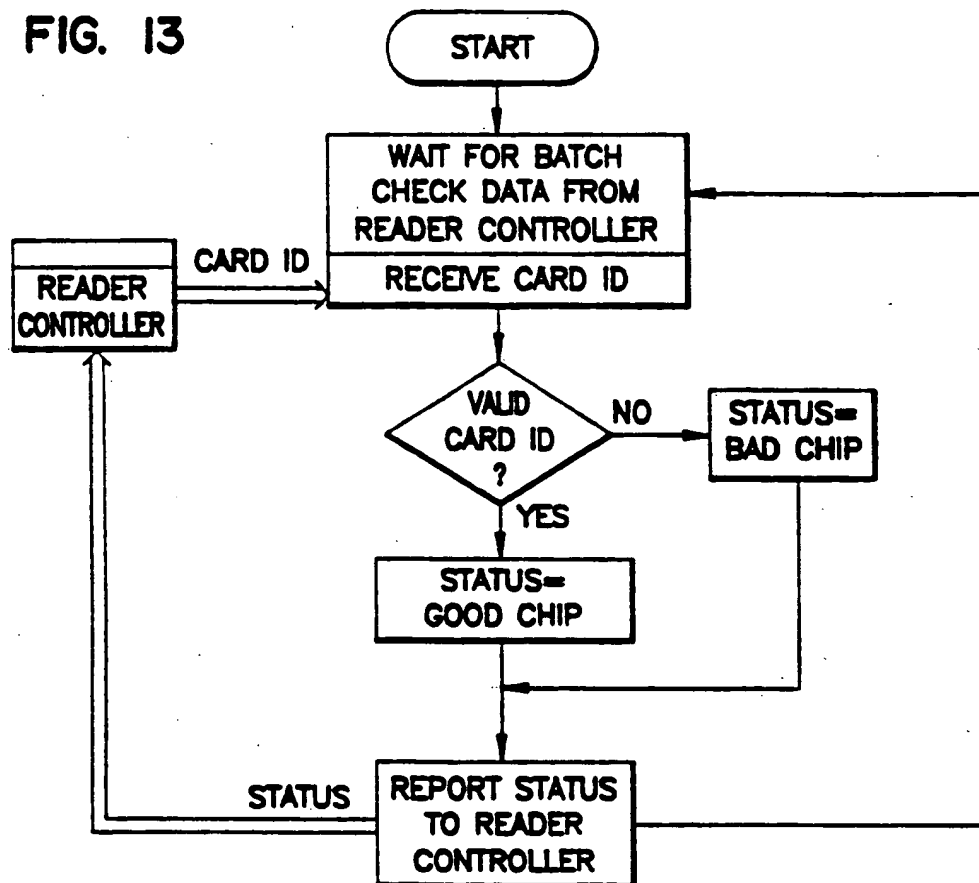 FIG. 13
START
WAIT FOR BATCH
CHECK DATA FROM
READER CONTROLLER
RECEIVE CARD ID
CARD ID
READER
CONTROLLER
VALID
CARD ID
?
NO
STATUS=
BAD CHIP
YES
STATUS=
GOOD CHIP
STATUS
REPORT STATUS
TO READER
CONTROLLER